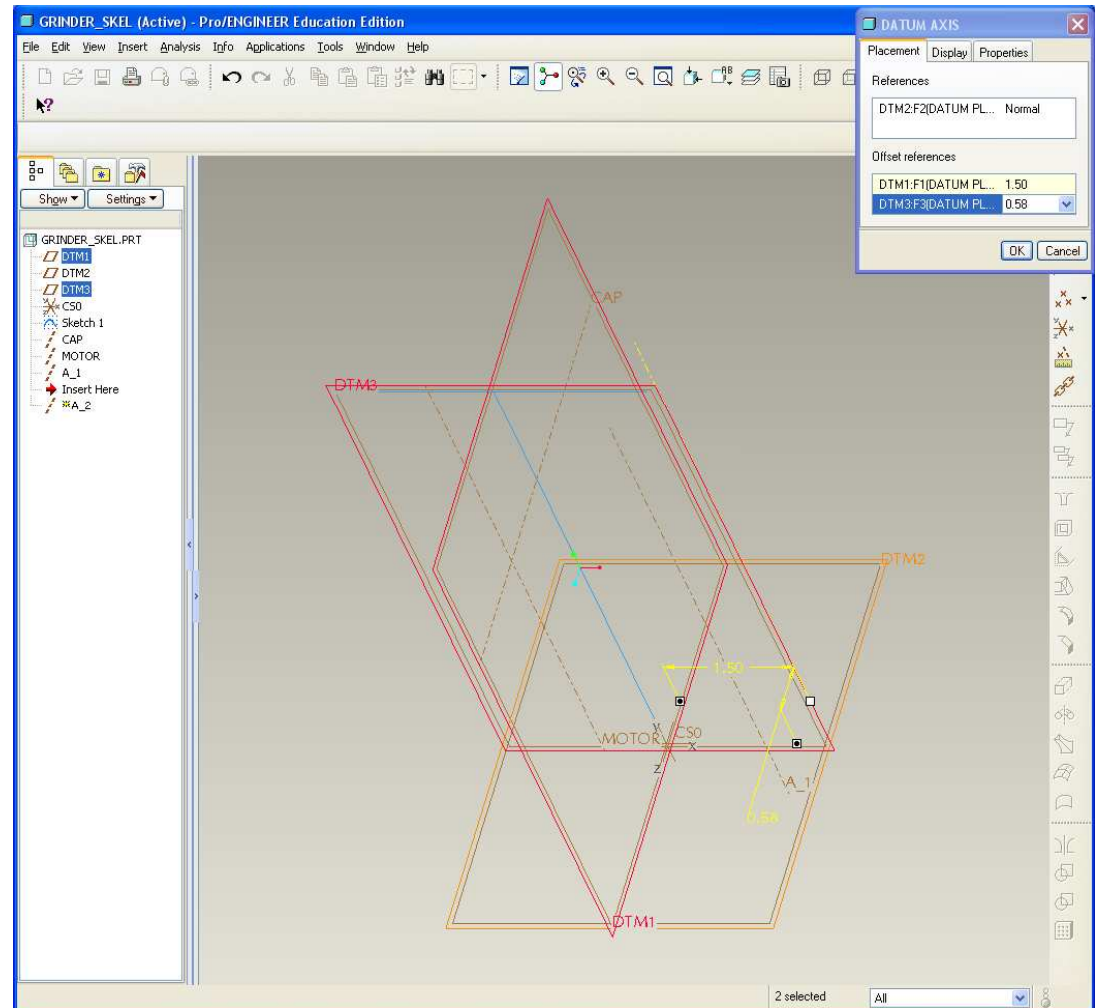 GRINDER_SKEL (Active) - Pro/ENGINEER Education Edition
File Edit View Insert Analysis Info Applications Tools Window Help
Show Settings
GRINDER_SKEL.PRT
DTM1
DTM2
DTM3
CS0
Sketch 1
CAP
MOTOR
A_1
Insert Here
A_2
DATUM AXIS
Placement Display Properties
References
DTM2:F2(DATUM PL... Normal
Offset references
DTM1:F1(DATUM PL... 1.50
DTM3:F3(DATUM PL... 0.58
OK Cancel
CAP
DTM3
DTM2
1.50
Y CS0
MOTOR X
Z
A_1
0.58
DTM1
2 selected All